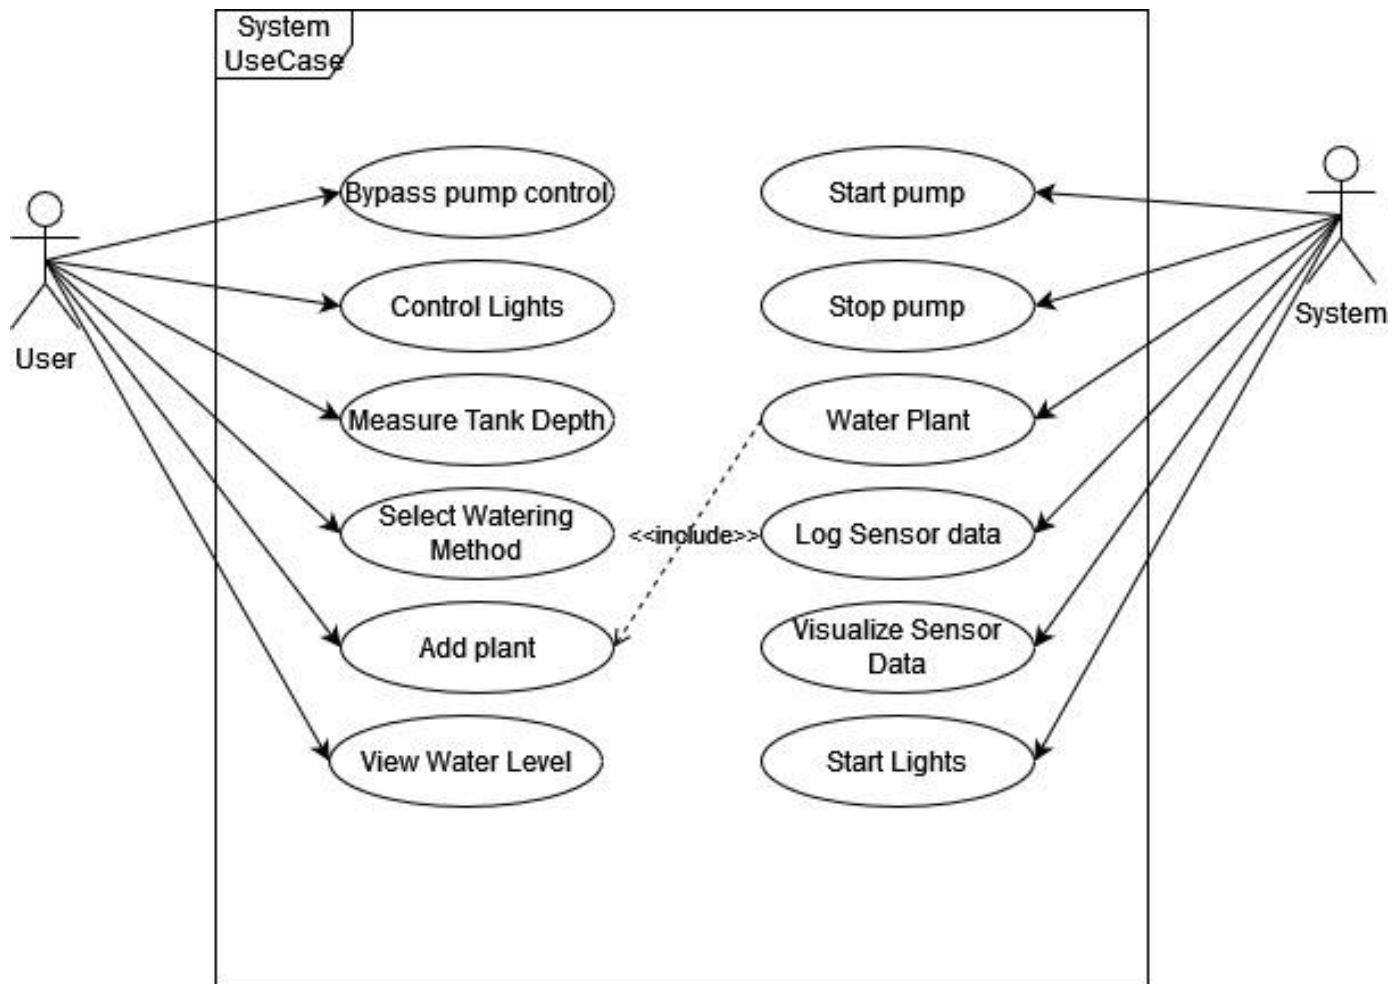 System
UseCase
Bypass pump control
Start pump
Control Lights
Stop pump
System
User
Measure Tank Depth
Water Plant
Select Watering
Method
<<include>>
Log Sensor data
Add plant
Visualize Sensor
Data
View Water Level
Start Lights